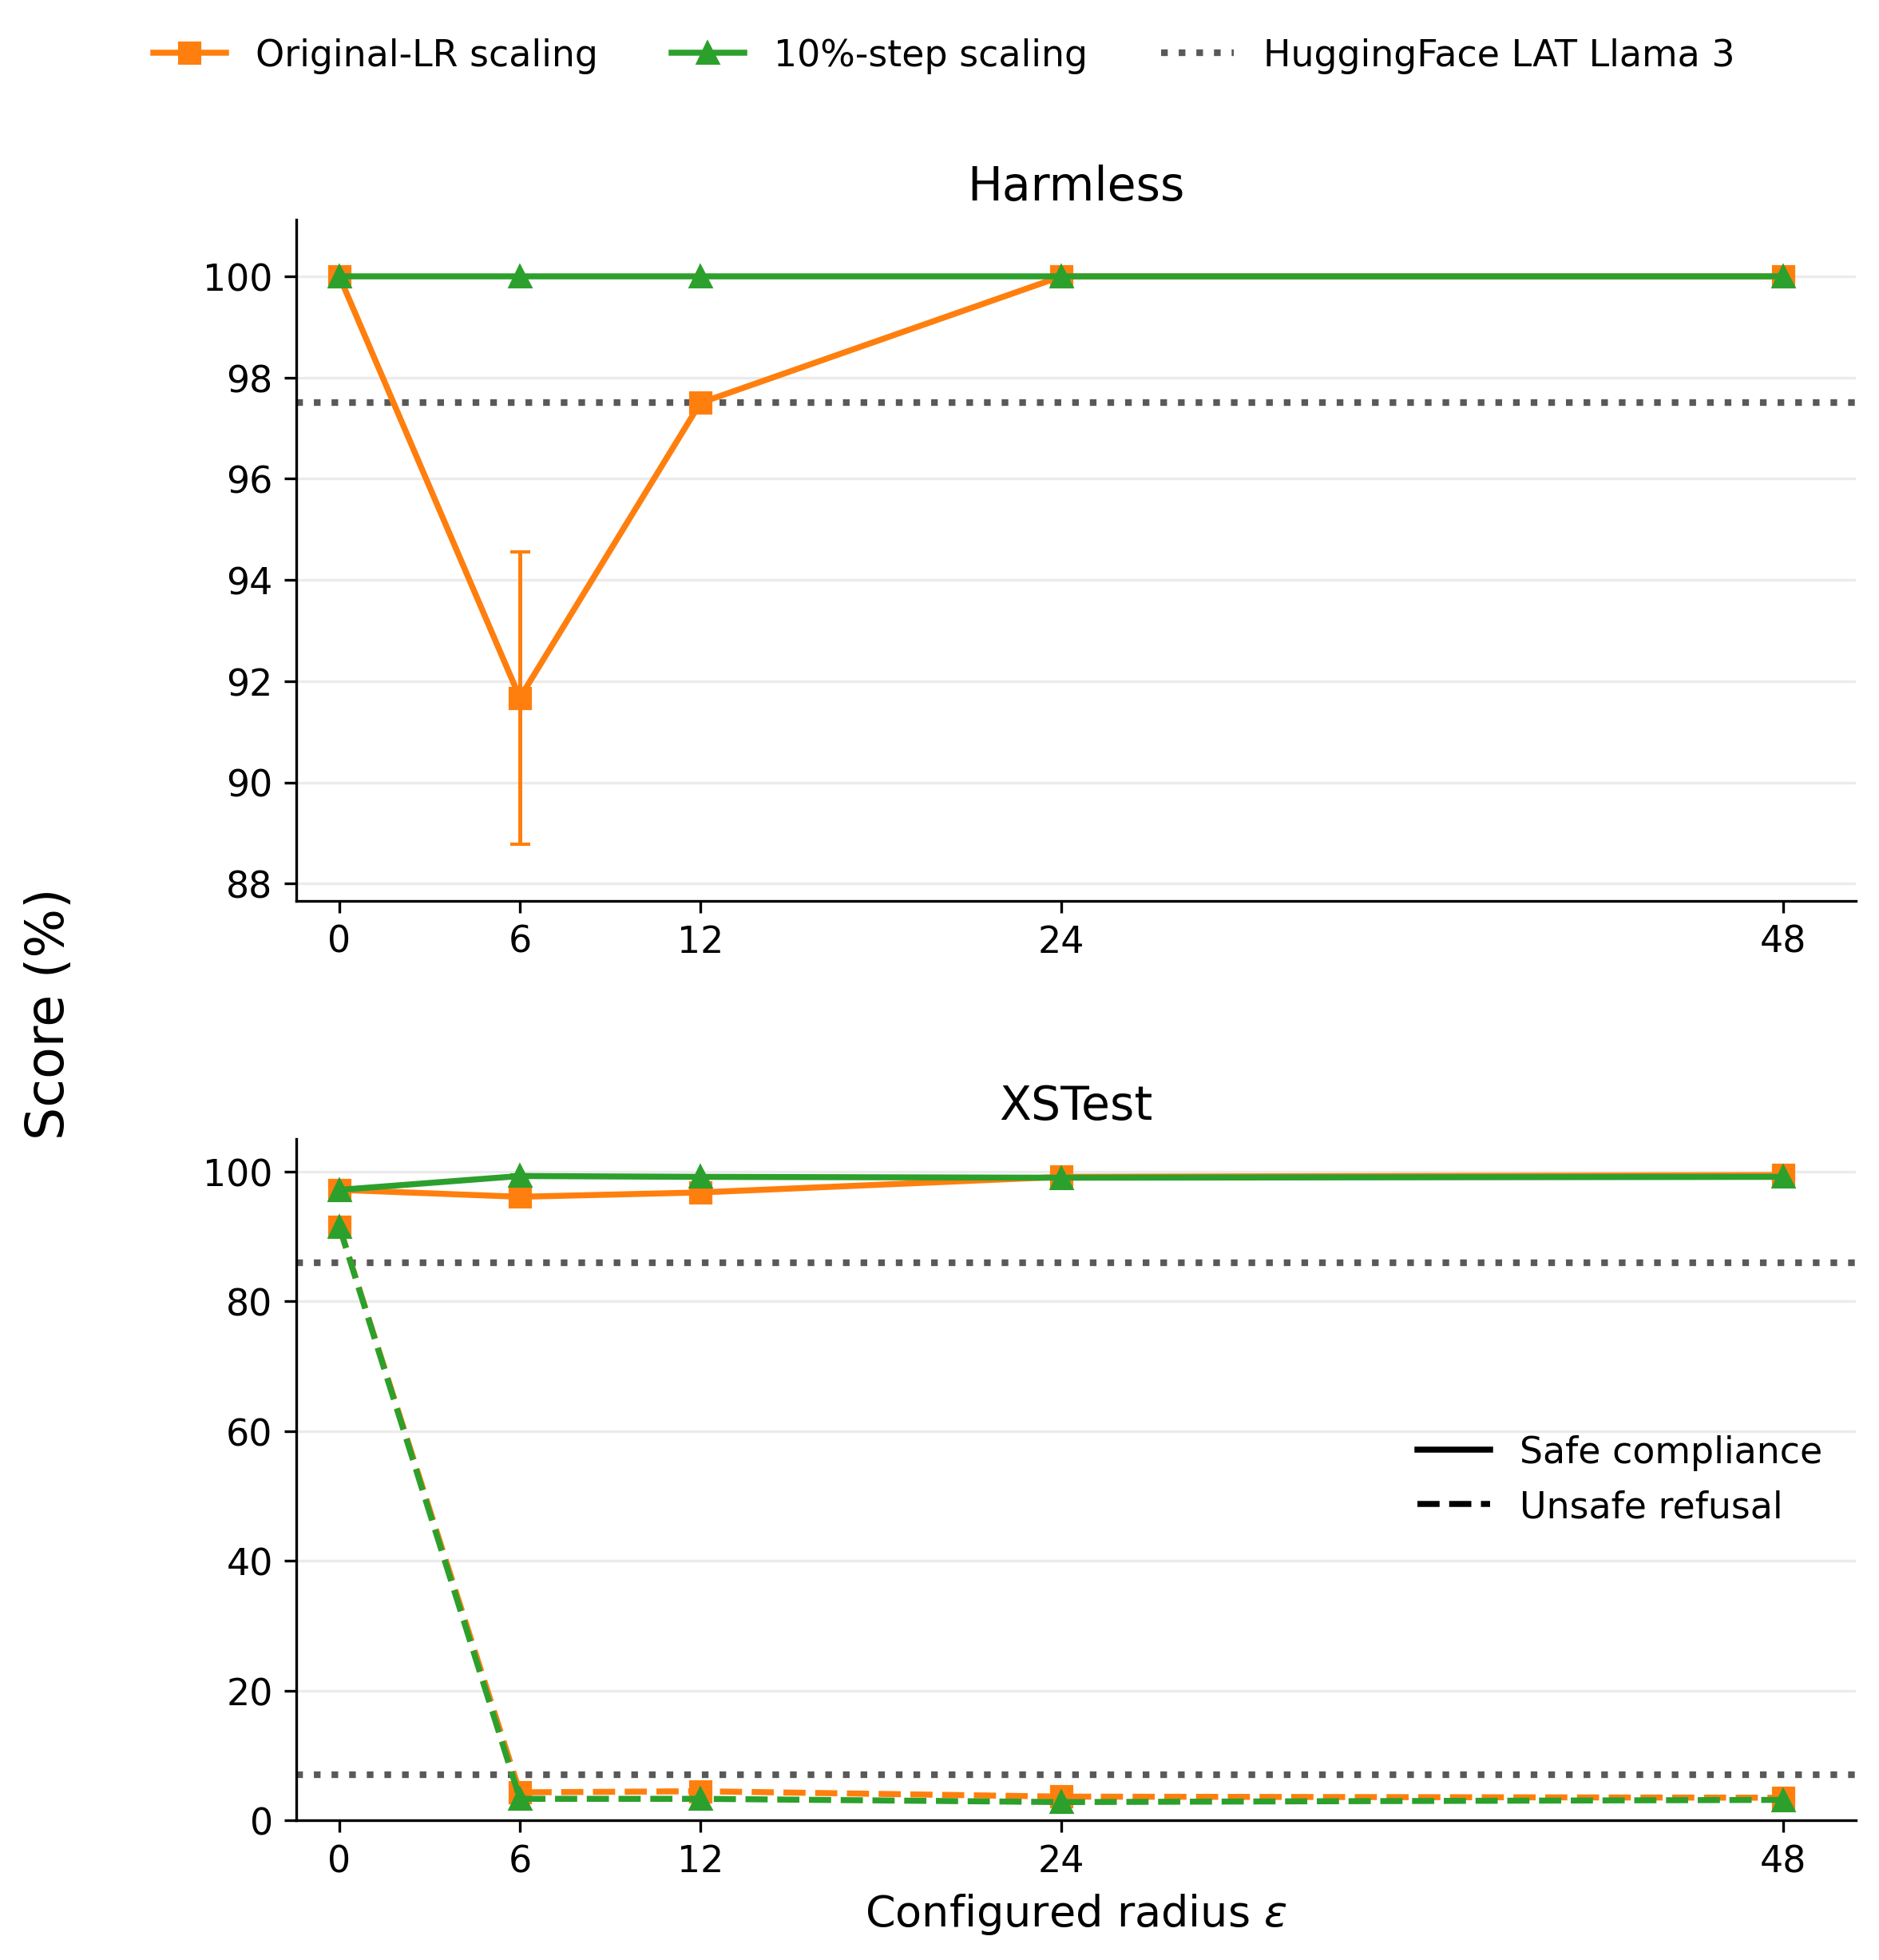 Original-LR scaling 10%-step scaling HuggingFace LAT Llama 3
Harmless
100
98
96
94
92
90
88
0 6 12 24 48
Score (%)
XSTest
100
80
60
40
20
0
Safe compliance
Unsafe refusal
0 6 12 24 48
Configured radius ε